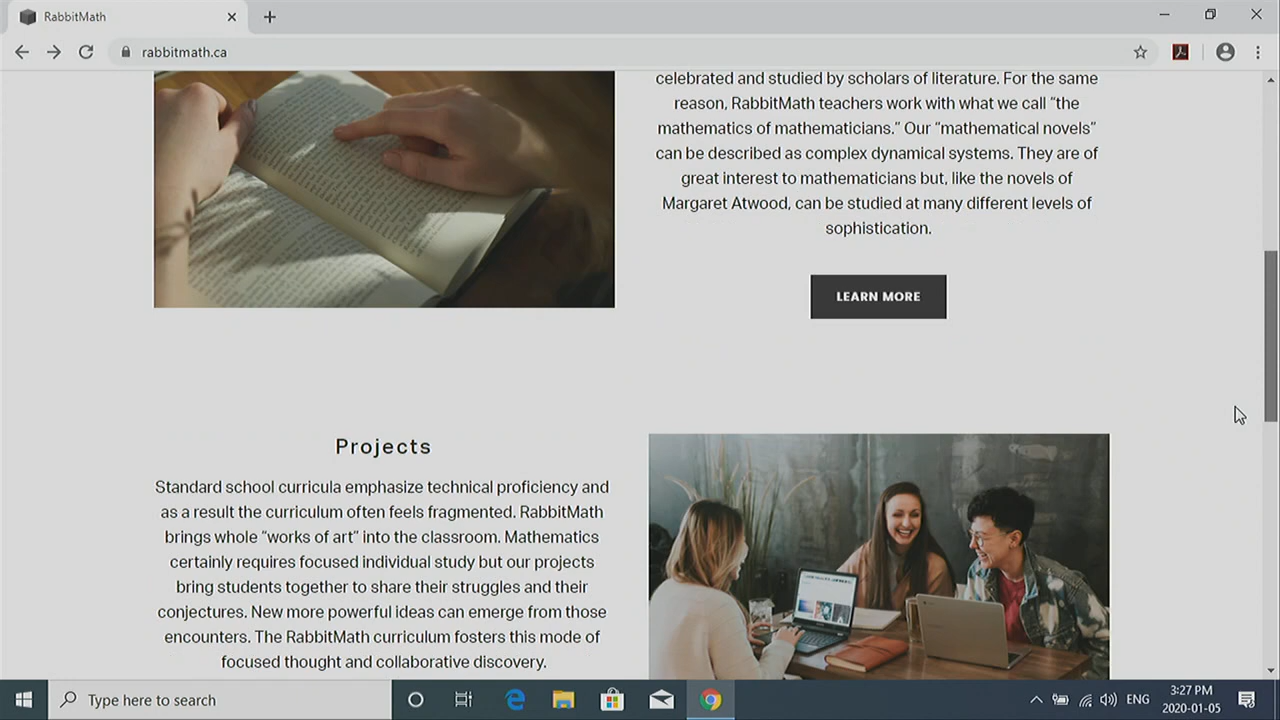 RabbitMath
rabbitmath.ca
celebrated and studied by scholars of literature. For the same
reason, RabbitMath teachers work with what we call “the
mathematics of mathematicians.” Our “mathematical novels”
can be described as complex dynamical systems. They are of
great interest to mathematicians but, like the novels of
Margaret Atwood, can be studied at many different levels of
sophistication.
LEARN MORE
Projects
Standard school curricula emphasize technical proficiency and
as a result the curriculum often feels fragmented. RabbitMath
brings whole “works of art” into the classroom. Mathematics
certainly requires focused individual study but our projects
bring students together to share their struggles and their
conjectures. New more powerful ideas can emerge from those
encounters. The RabbitMath curriculum fosters this mode of
focused thought and collaborative discovery.
Type here to search
ENG
3:27 PM
2020-01-05